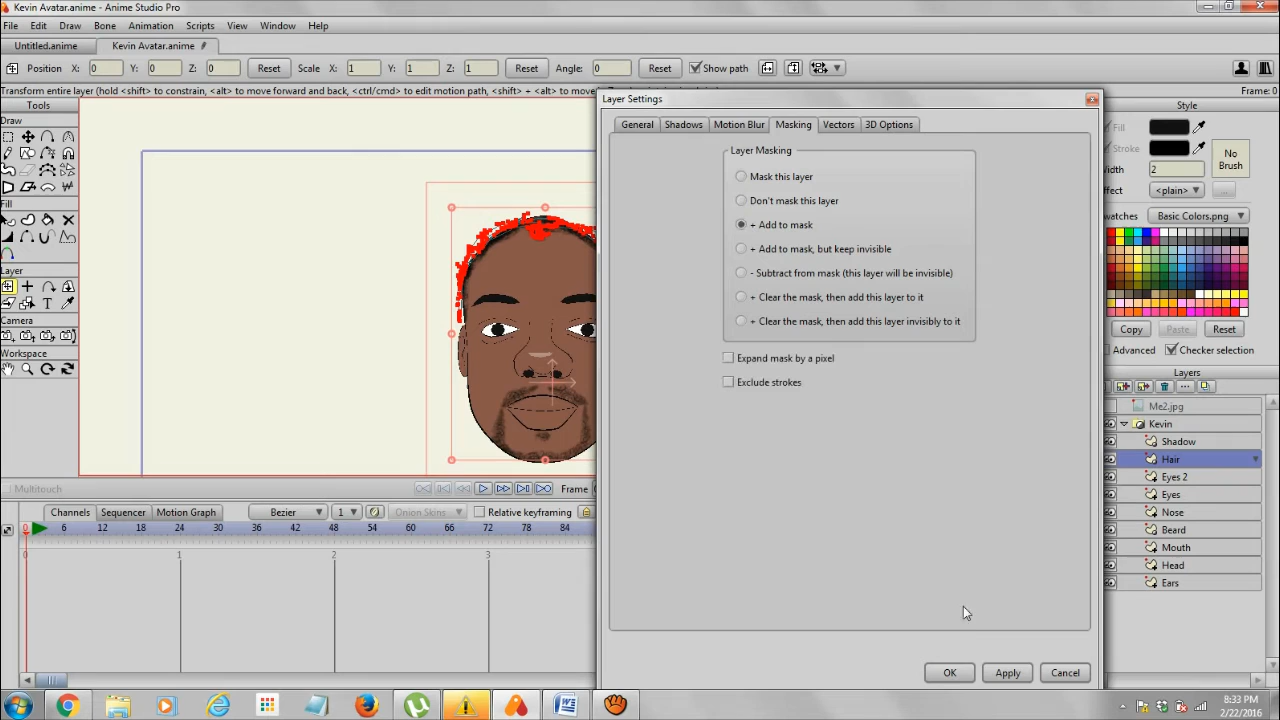 Kevin Avatar.anime - Anime Studio Pro
File Edit Draw Bone Animation Scripts View Window Help
Untitled.anime Kevin Avatar.anime
Position X: 0 Y: 0 Z: 0 Reset Scale X: 1 Y: 1 Z: 1 Reset Angle: 0 Reset Show path
Transform entire layer (hold <shift> to constrain, <alt> to move forward and back, <ctrl/cmd> to edit motion path, <shift> + <alt> to move Frame: 0
Tools
Draw
Fill
Layer
Camera
Workspace
Layer Settings
General Shadows Motion Blur Masking Vectors 3D Options
Layer Masking
Mask this layer
Don't mask this layer
+ Add to mask
+ Add to mask, but keep invisible
- Subtract from mask (this layer will be invisible)
+ Clear the mask, then add this layer to it
+ Clear the mask, then add this layer invisibly to it
Expand mask by a pixel
Exclude strokes
OK Apply Cancel
Style
Fill
Stroke
Width
2
No
Brush
ffect <plain> ...
watches Basic Colors.png
Copy Paste Reset
Advanced Checker selection
Layers
Me2.jpg
Kevin
Shadow
Hair
Eyes 2
Eyes
Nose
Beard
Mouth
Head
Ears
Multitouch Frame
Channels Sequencer Motion Graph Bezier 1 Onion Skins Relative keyframing
0 6 12 18 24 30 36 42 48 54 60 66 72 78 84
0 1 2 3
8:33 PM
2/22/2016